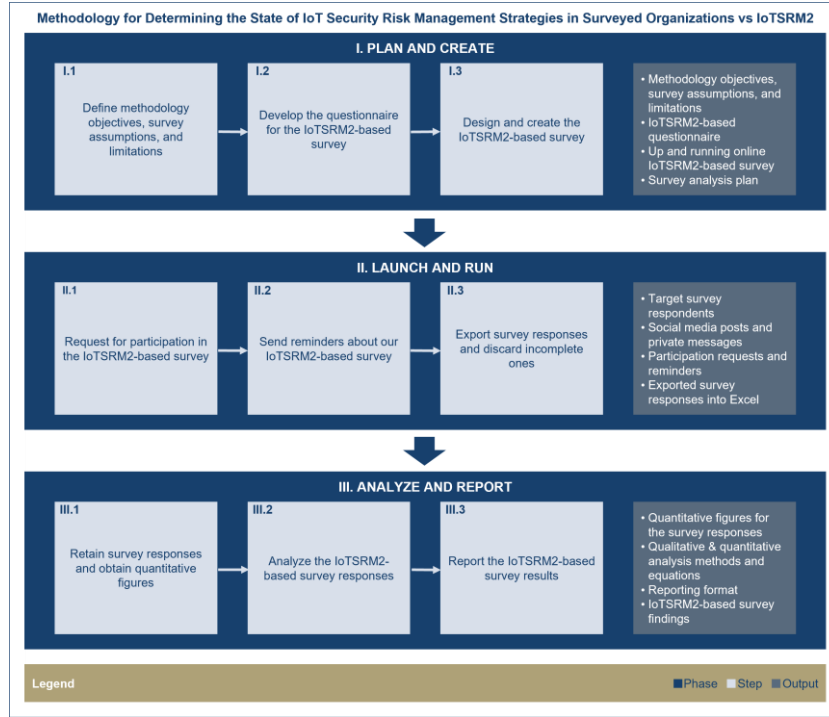 Methodology for Determining the State of IoT Security Risk Management Strategies in Surveyed Organizations vs IoTSRM2
I. PLAN AND CREATE
I.1
Define methodology
objectives, survey
assumptions, and
limitations
I.2
Develop the questionnaire
for the IoTSRM2-based
survey
I.3
Design and create the
IoTSRM2-based survey
• Methodology objectives,
survey assumptions, and
limitations
• IoTSRM2-based
questionnaire
• Up and running online
IoTSRM2-based survey
• Survey analysis plan
II. LAUNCH AND RUN
II.1
Request for participation in
the IoTSRM2-based survey
II.2
Send reminders about our
IoTSRM2-based survey
II.3
Export survey responses
and discard incomplete
ones
• Target survey
respondents
• Social media posts and
private messages
• Participation requests and
reminders
• Exported survey
responses into Excel
III. ANALYZE AND REPORT
III.1
Retain survey responses
and obtain quantitative
figures
III.2
Analyze the IoTSRM2-
based survey responses
III.3
Report the IoTSRM2-based
survey results
• Quantitative figures for
the survey responses
• Qualitative & quantitative
analysis methods and
equations
• Reporting format
• IoTSRM2-based survey
findings
Legend
Phase Step Output